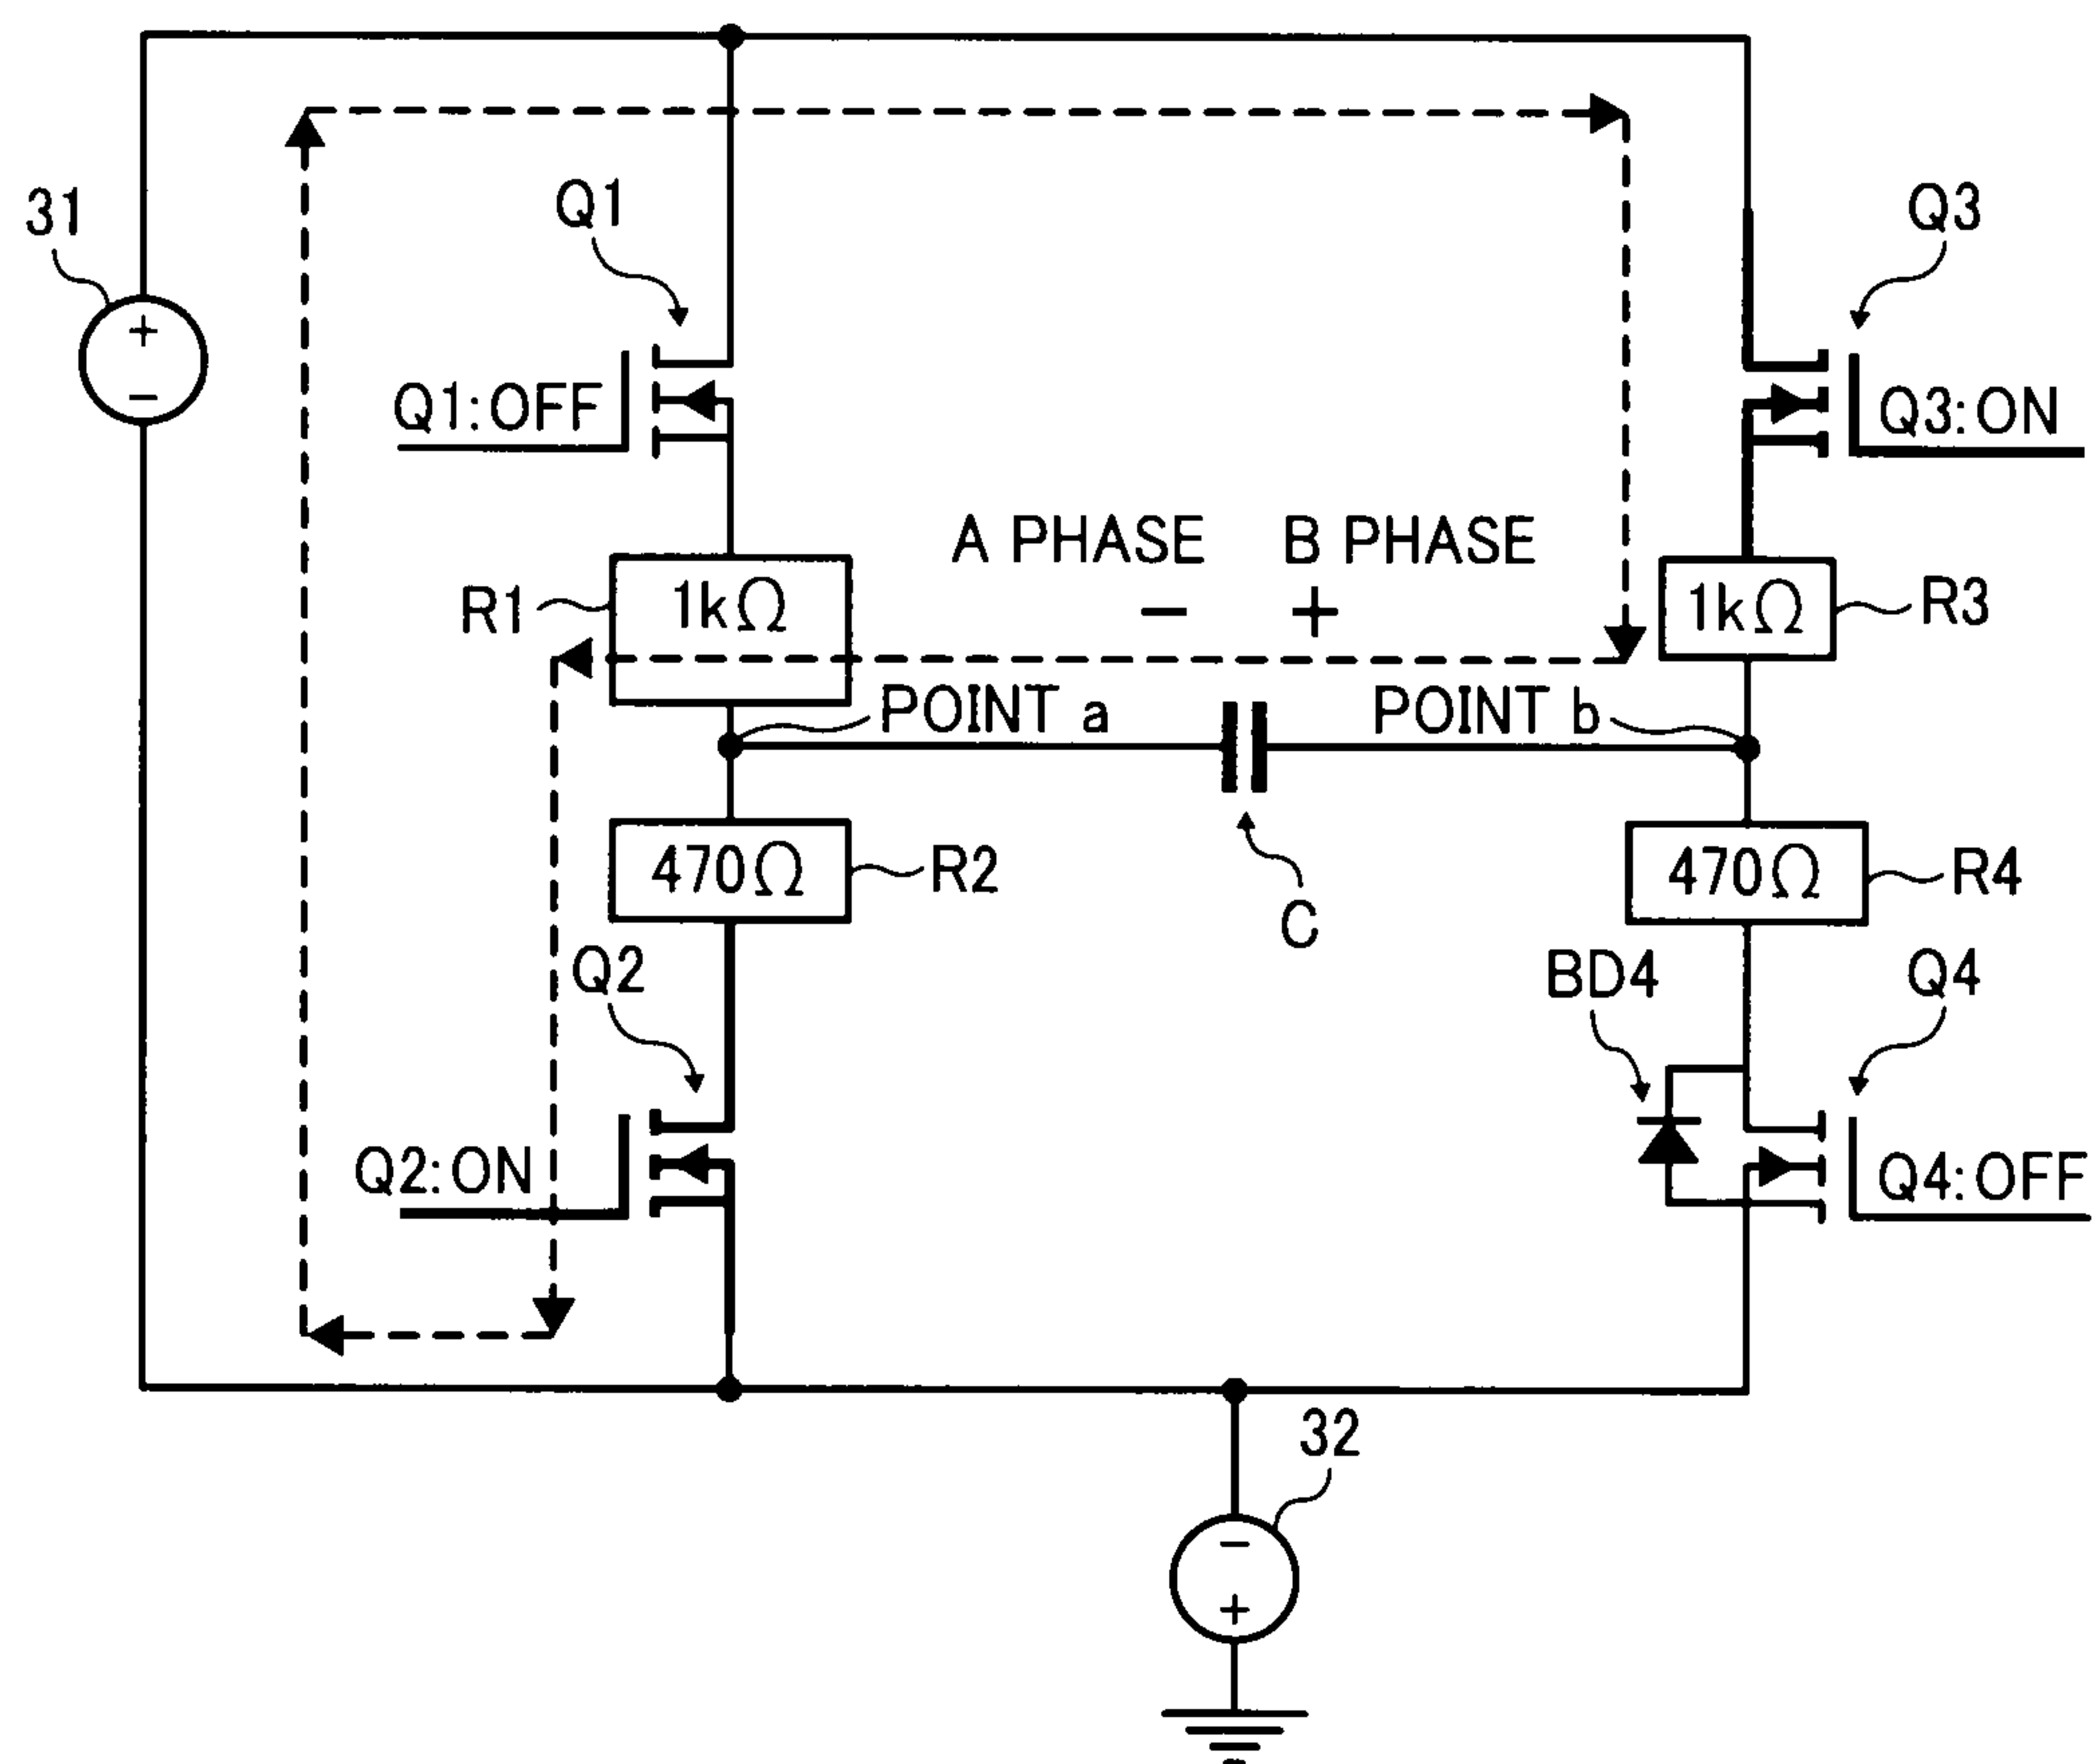 31
Q1
Q3
Q1:OFF
Q3:ON
A PHASE
B PHASE
−
+
R1
1kΩ
1kΩ
R3
POINT a
POINT b
470Ω
R2
470Ω
R4
C
Q2
BD4
Q4
Q2:ON
Q4:OFF
32
+
−
−
+